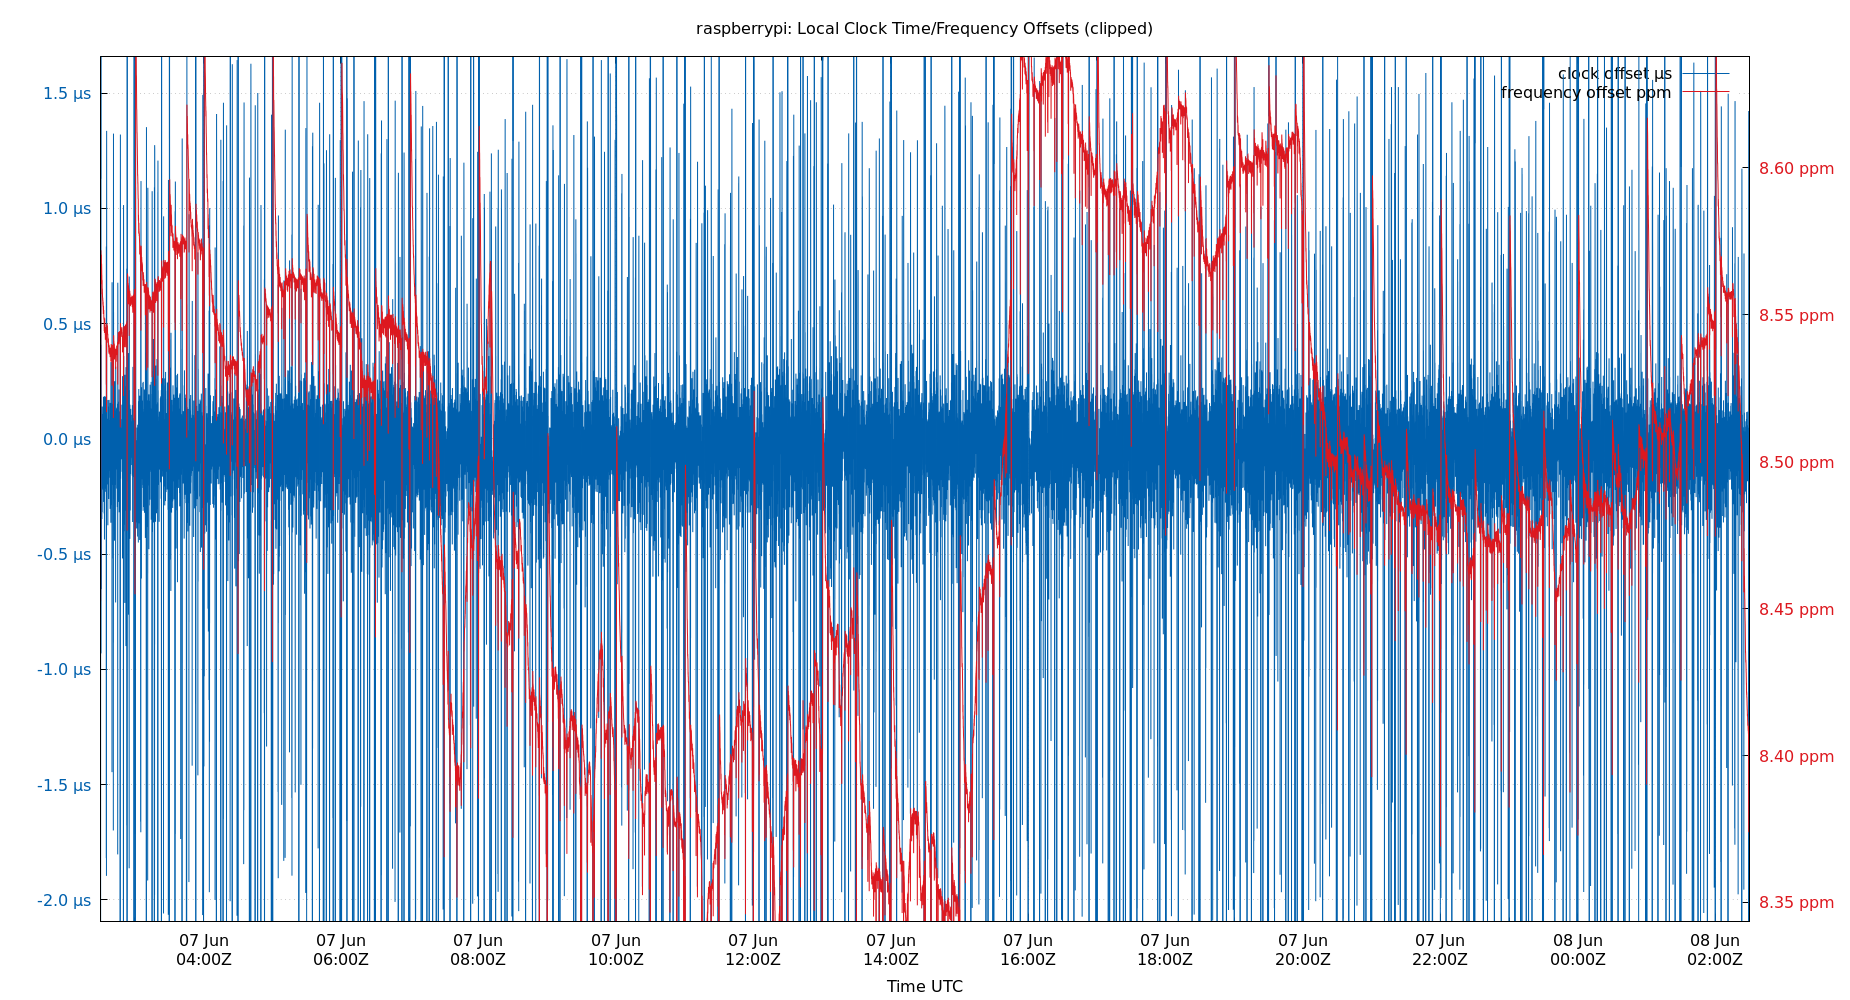 raspberrypi: Local Clock Time/Frequency Offsets (clipped)
clock offset µs
frequency offset ppm
1.5 µs
1.0 µs
0.5 µs
0.0 µs
-0.5 µs
-1.0 µs
-1.5 µs
-2.0 µs
8.60 ppm
8.55 ppm
8.50 ppm
8.45 ppm
8.40 ppm
8.35 ppm
07 Jun 07 Jun 07 Jun 07 Jun 07 Jun 07 Jun 07 Jun 07 Jun 07 Jun 07 Jun 08 Jun 08 Jun
04:00Z 06:00Z 08:00Z 10:00Z 12:00Z 14:00Z 16:00Z 18:00Z 20:00Z 22:00Z 00:00Z 02:00Z
Time UTC